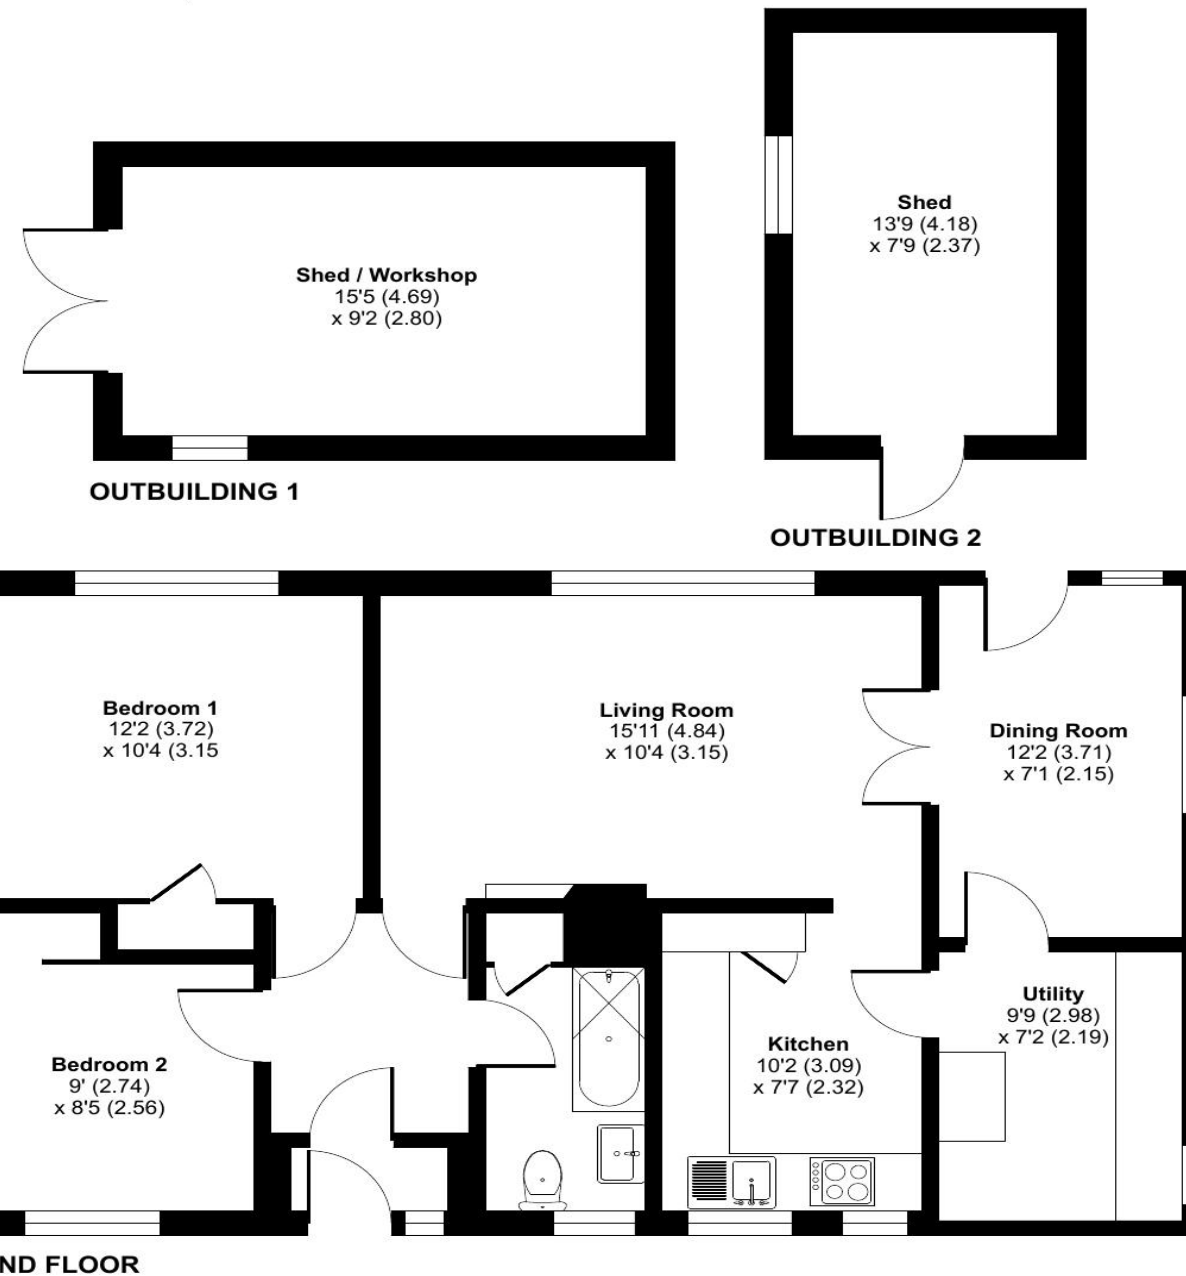 Shed
13'9 (4.18)
x 7'9 (2.37)
Shed / Workshop
15'5 (4.69)
x 9'2 (2.80)
OUTBUILDING 1
OUTBUILDING 2
Bedroom 1
12'2 (3.72)
x 10'4 (3.15
Living Room
15'11 (4.84)
x 10'4 (3.15)
Dining Room
12'2 (3.71)
x 7'1 (2.15)
Utility
9'9 (2.98)
x 7'2 (2.19)
Kitchen
10'2 (3.09)
x 7'7 (2.32)
Bedroom 2
9' (2.74)
x 8'5 (2.56)
ND FLOOR